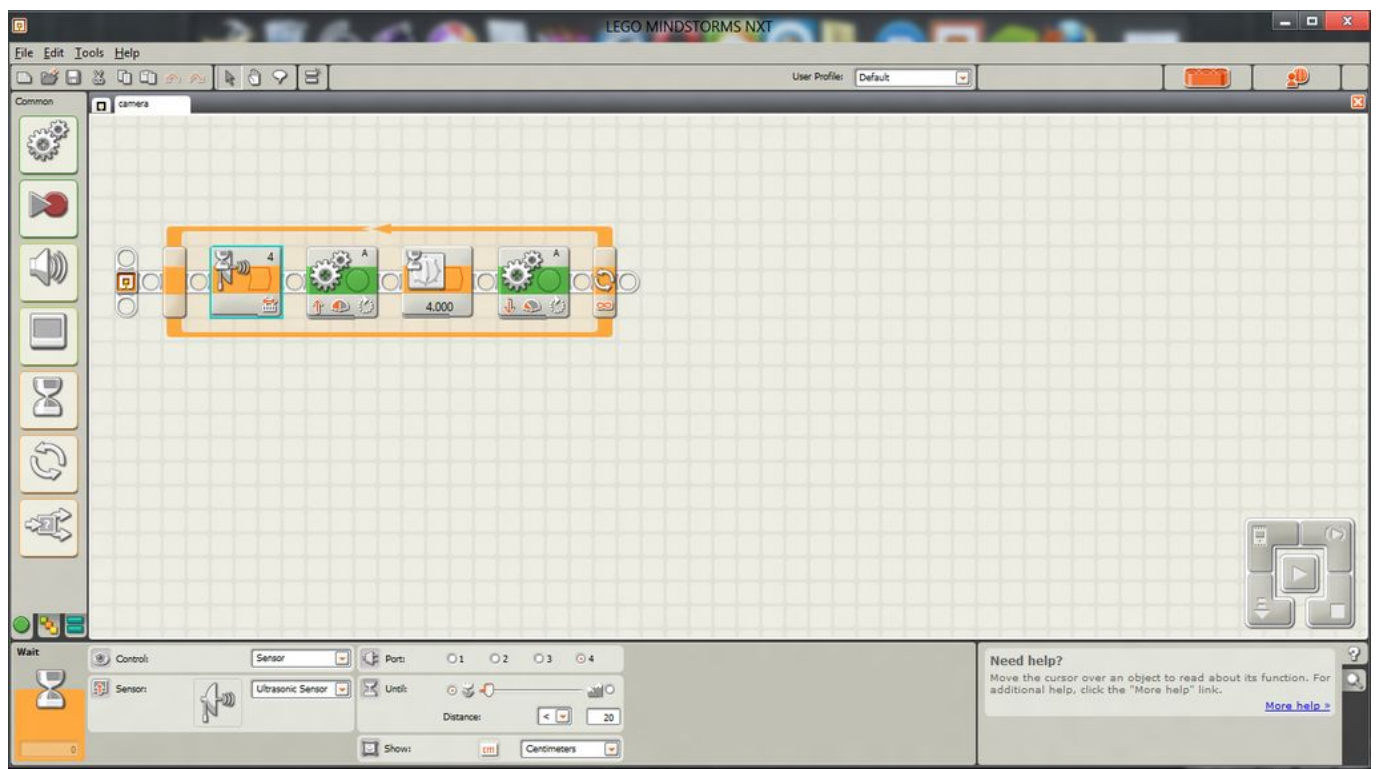 LEGO MINDSTORMS NXT
File Edit Tools Help
User Profile: Default
Common
camera
4 A A
4.000
Wait
Control: Sensor
Port: 1 2 3 4
Sensor: Ultrasonic Sensor
Until:
Distance: < 20
Show: cm Centimeters
0
Need help?
Move the cursor over an object to read about its function. For
additional help, click the "More help" link.
More help »